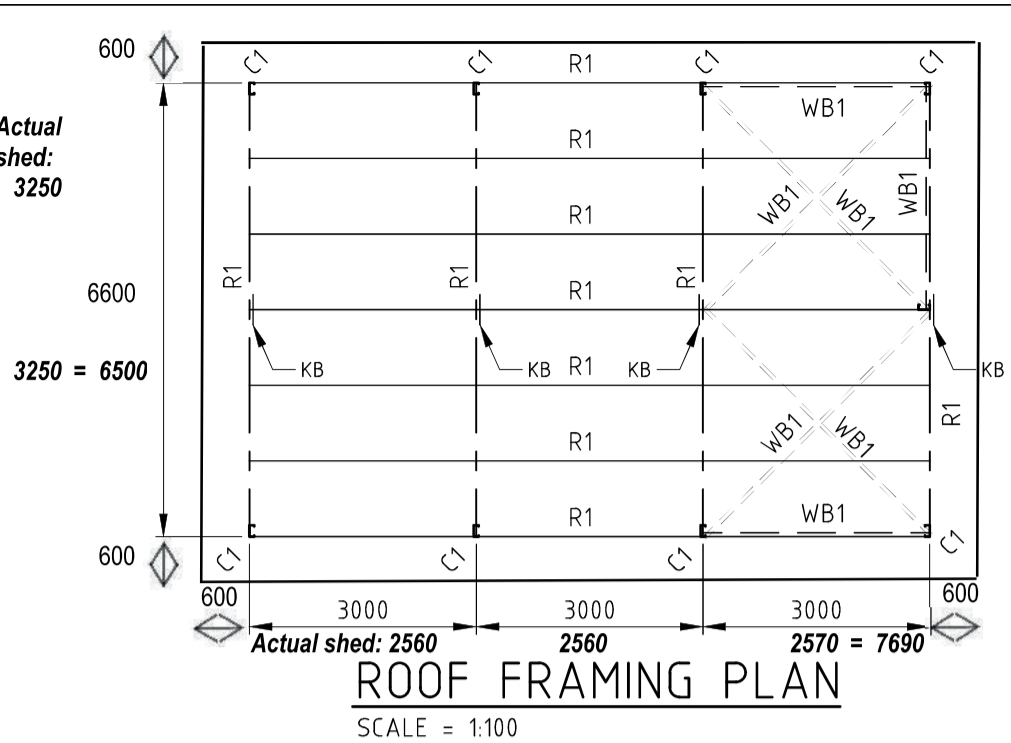 600
C1 C1 R1 C1 C1
WB1
Actual
shed:
3250
R1
WB1 WB1 WB1
R1
R1 R1 R1
R1
6600
KB KB KB KB
3250 = 6500
R1
R1
WB1 WB1
R1
WB1
R1
600
C1 C1 C1 C1
600 600
3000 3000 3000
Actual shed: 2560 2560 2570 = 7690
ROOF FRAMING PLAN
SCALE = 1:100